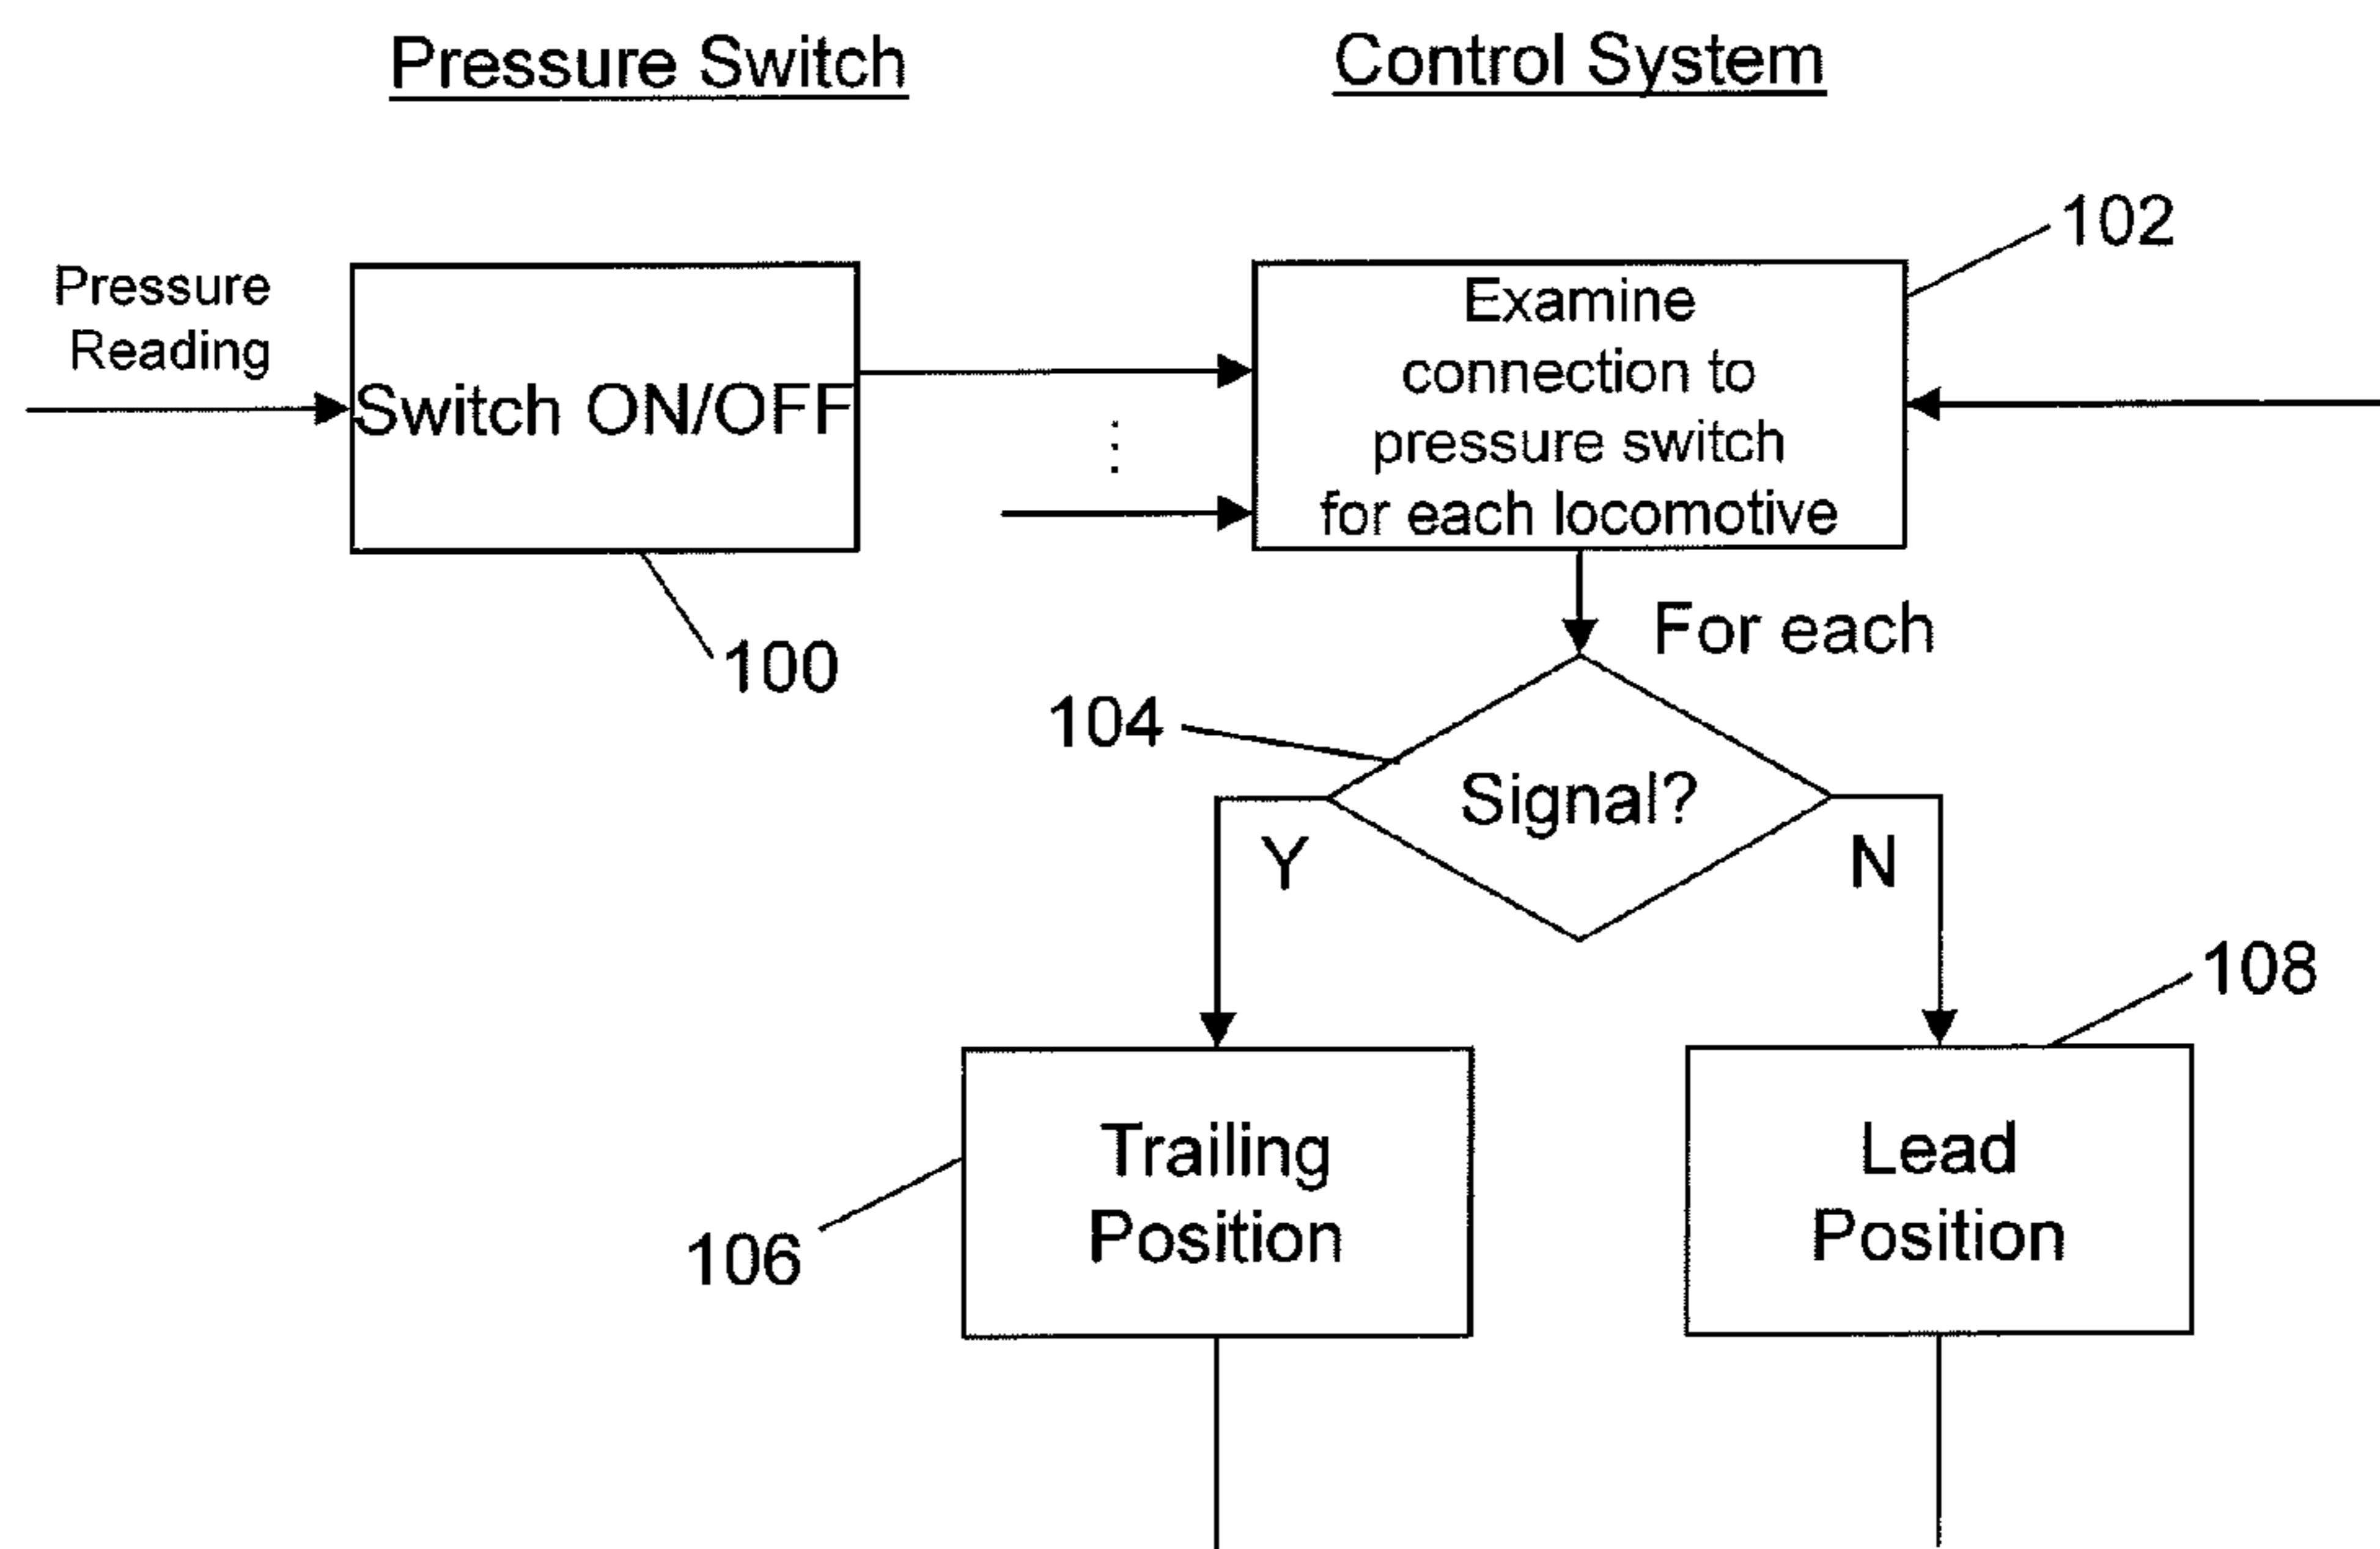 Pressure Switch
Control System
102
Pressure
Reading
Switch ON/OFF
Examine
connection to
pressure switch
for each locomotive
⋮
100
For each
104
Signal?
Y
N
108
Trailing
Position
106
Lead
Position